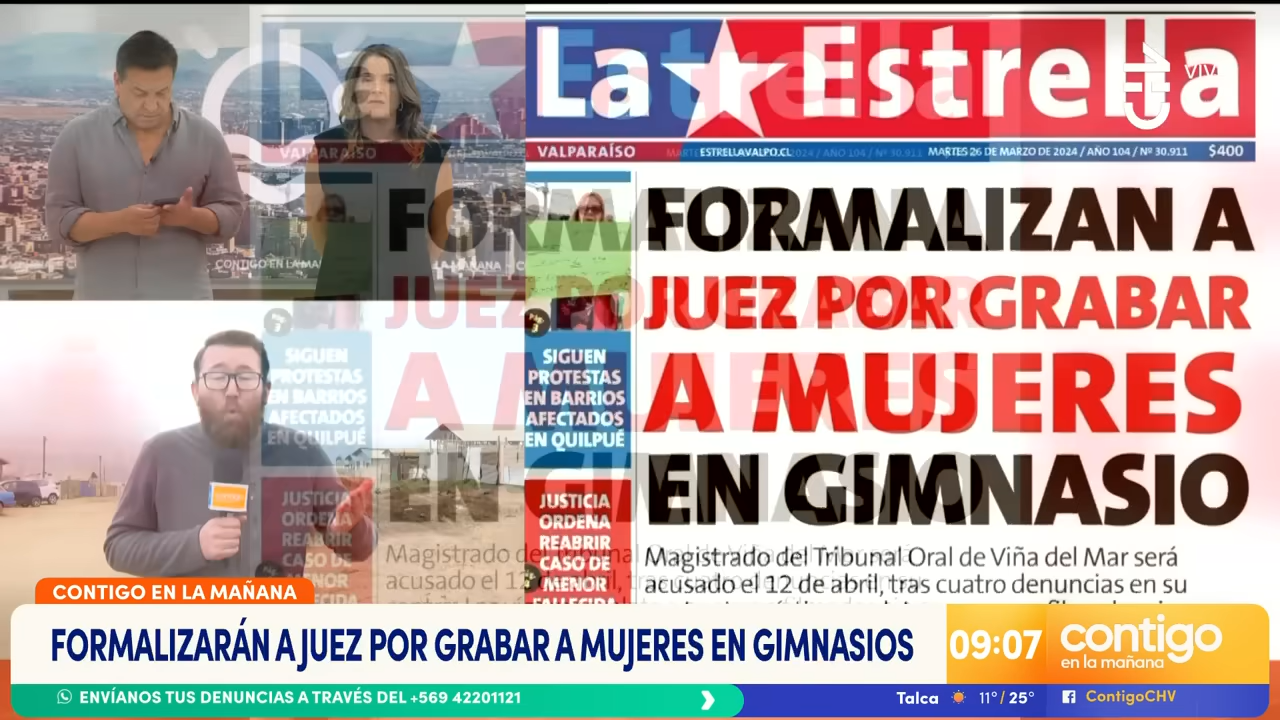 La Estrella
VIVO
VALPARAÍSO
ESTRELLAVALPO.CL
MARTES 26 DE MARZO DE 2024 / AÑO 104 / Nº 30.911
$400
FORMALIZAN A
JUEZ POR GRABAR
A MUJERES
EN GIMNASIO
Magistrado del Tribunal Oral de Viña del Mar será
acusado el 12 de abril, tras cuatro denuncias en su
SIGUEN
PROTESTAS
EN BARRIOS
AFECTADOS
EN QUILPUÉ
JUSTICIA
ORDENA
REABRIR
CASO DE
MENOR
FALLECIDA
contigo
CONTIGO EN LA MAÑANA
FORMALIZARÁN A JUEZ POR GRABAR A MUJERES EN GIMNASIOS
09:07
contigo
en la mañana
ENVÍANOS TUS DENUNCIAS A TRAVÉS DEL +569 42201121
Talca
11°/ 25°
ContigoCHV